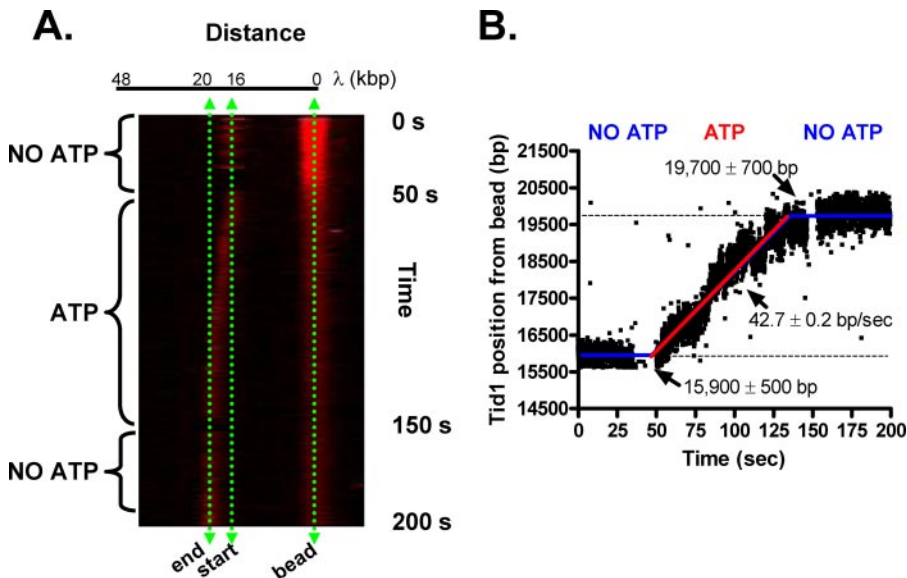 A.
Distance
48 20 16 0 λ (kbp)
0 s
NO ATP
50 s
ATP
Time
150 s
NO ATP
200 s
end start bead
B.
NO ATP ATP NO ATP
Tid1 position from bead (bp)
21500
20500
19500
18500
17500
16500
15500
14500
19,700 ± 700 bp
42.7 ± 0.2 bp/sec
15,900 ± 500 bp
0 25 50 75 100 125 150 175 200
Time (sec)